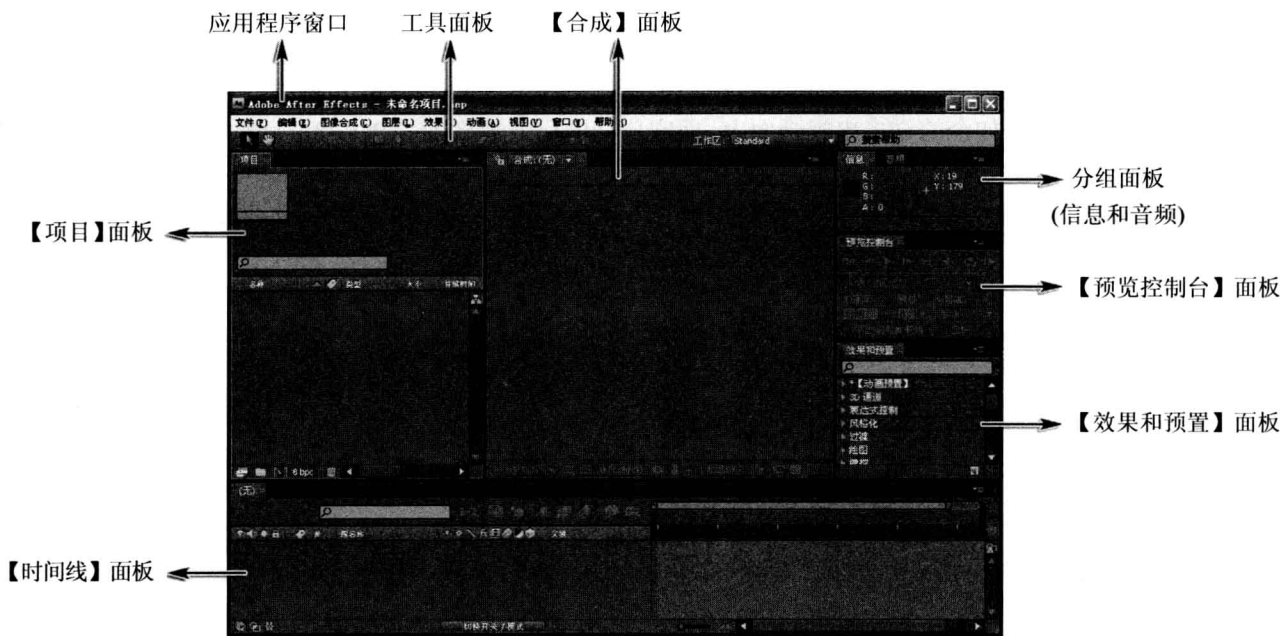 应用程序窗口 工具面板 【合成】面板
Adobe After Effects - 未命名项目.aep
文件(F) 编辑(E) 图像合成(C) 图层(L) 效果(T) 动画(A) 视图(V) 窗口(W) 帮助(H)
工作区: Standard 搜索帮助
项目
合成:(无)
信息 音频
R: X: 19
G: Y: 179
B:
A: 0
分组面板
(信息和音频)
【项目】面板
预览控制台
【预览控制台】面板
名称 类型 大小
效果和预置
*【动画预置】
3D 通道
表达式控制
风格化
过渡
绘图
【效果和预置】面板
8 bpc
(无)
源名称
【时间线】面板
切换开关/模式